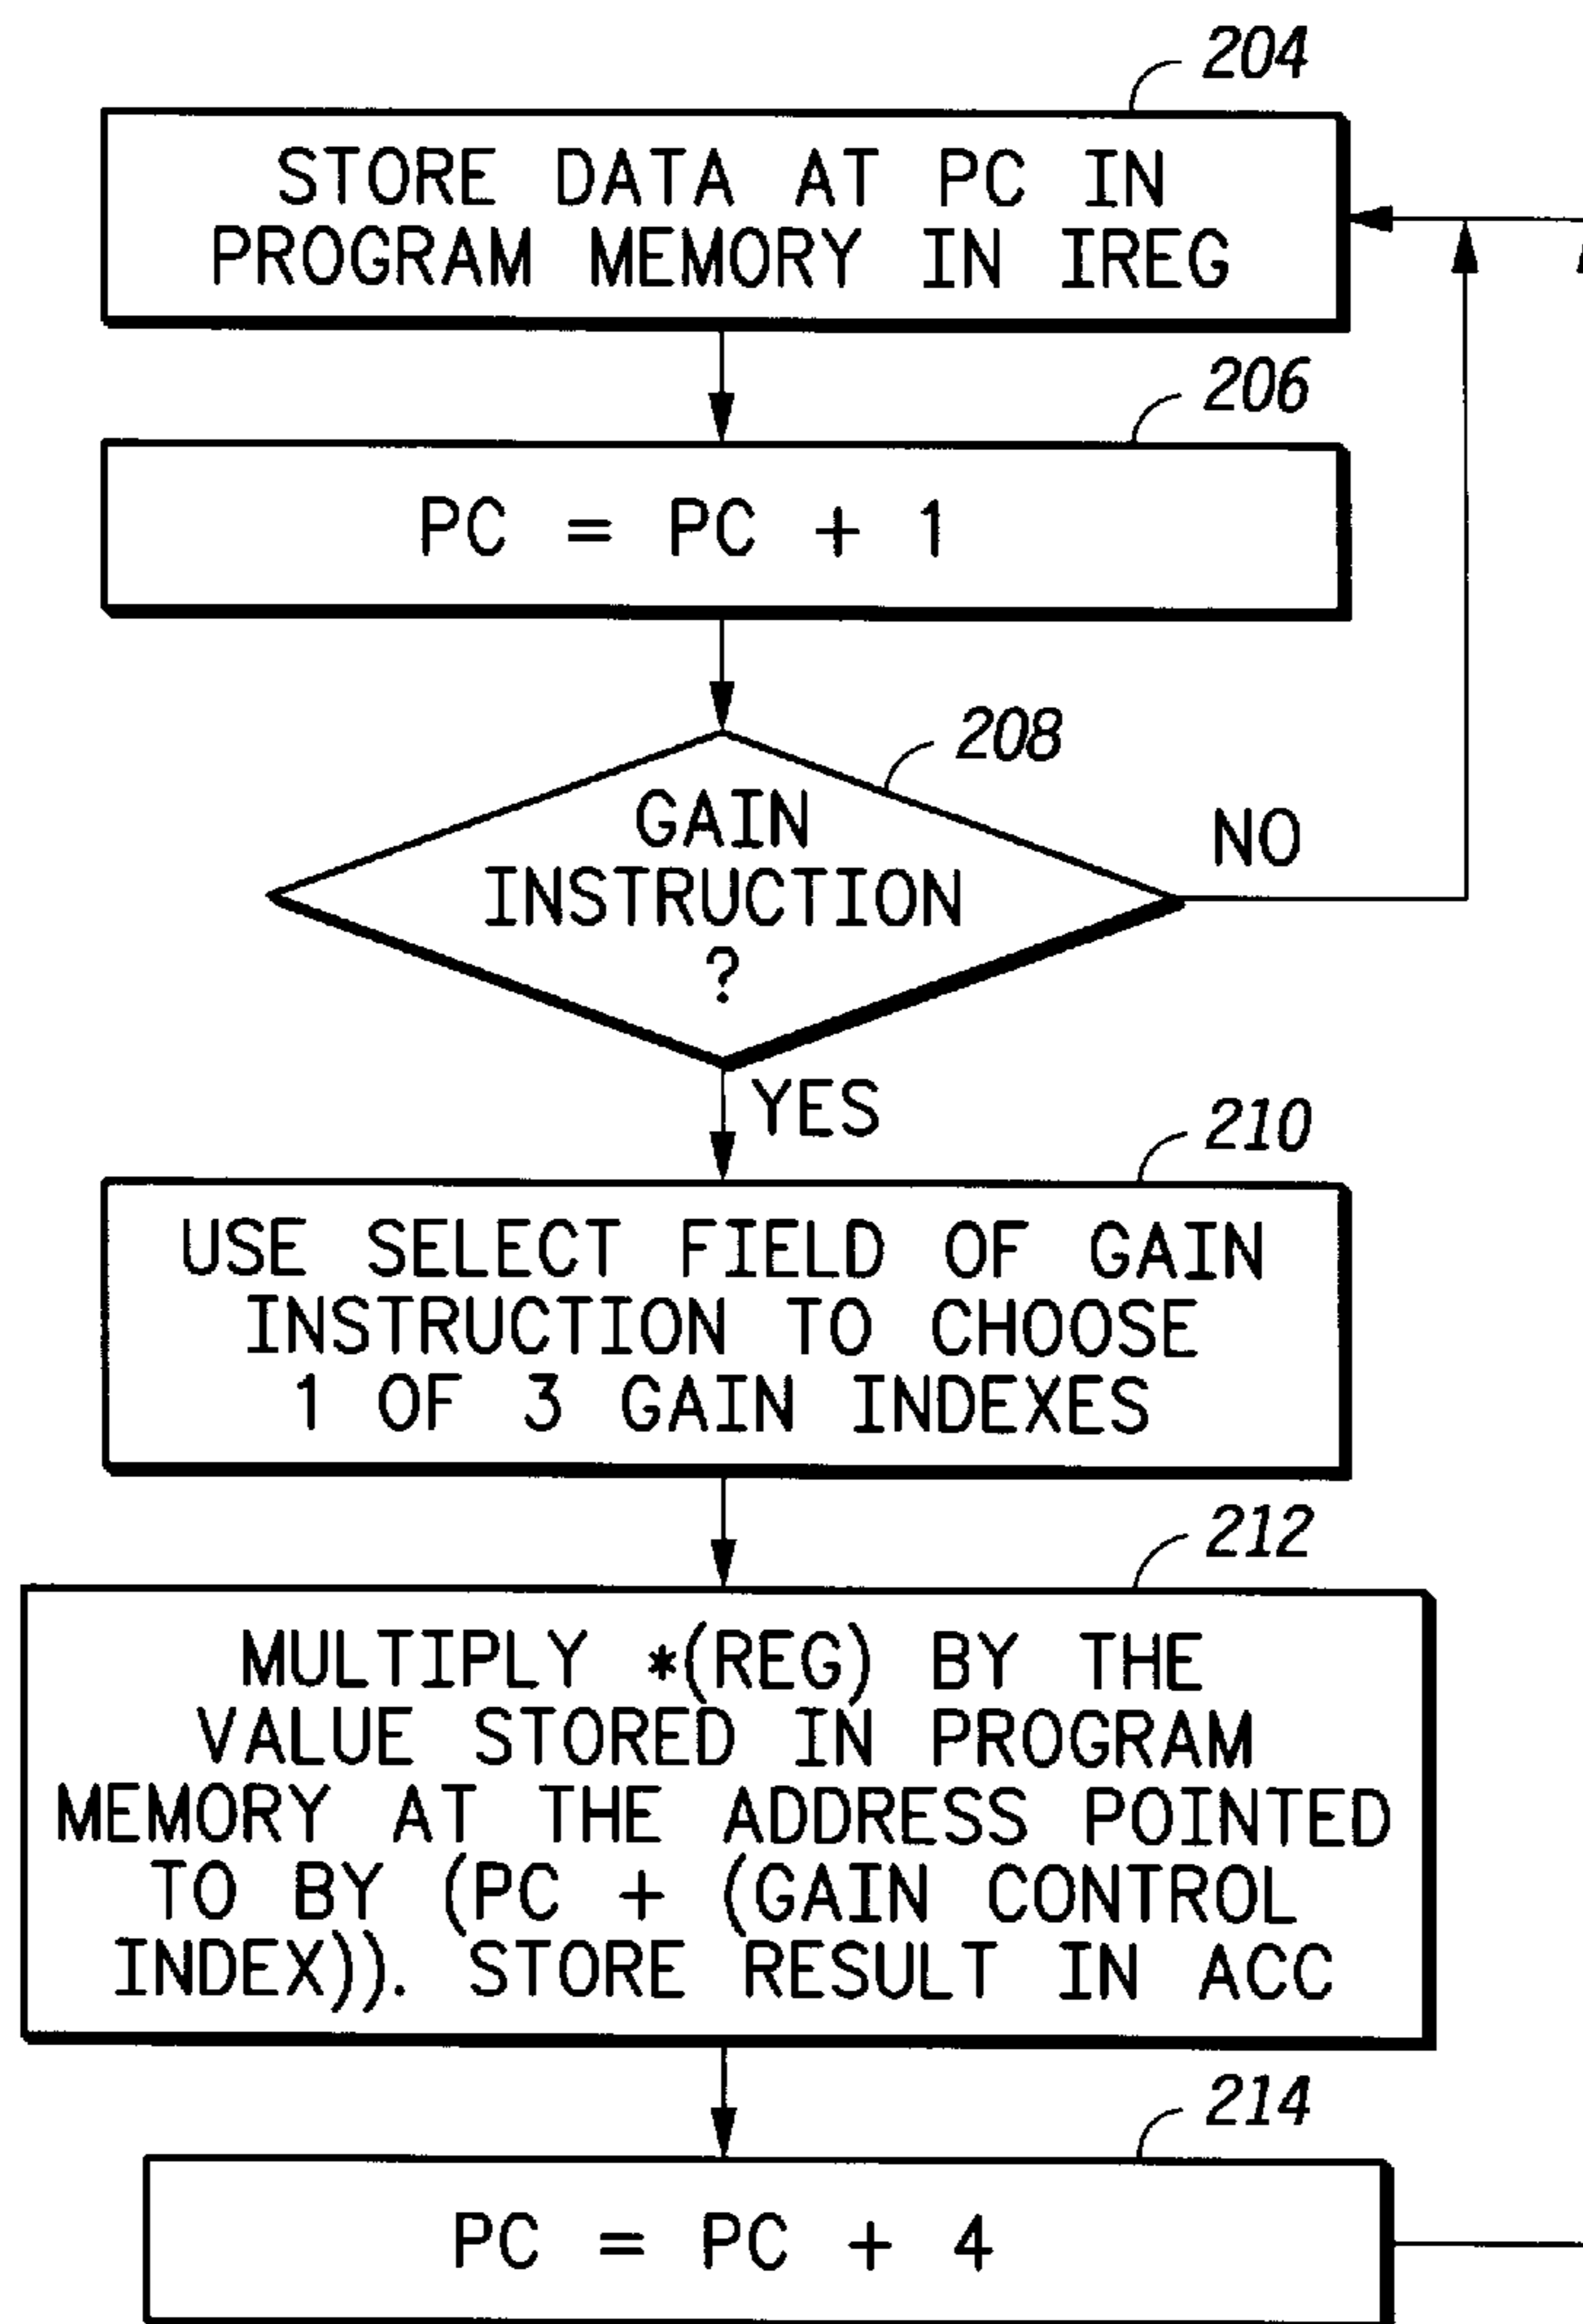 204
STORE DATA AT PC IN
PROGRAM MEMORY IN IREG
206
PC = PC + 1
208
GAIN
INSTRUCTION
?
NO
YES
210
USE SELECT FIELD OF GAIN
INSTRUCTION TO CHOOSE
1 OF 3 GAIN INDEXES
212
MULTIPLY *(REG) BY THE
VALUE STORED IN PROGRAM
MEMORY AT THE ADDRESS POINTED
TO BY (PC + (GAIN CONTROL
INDEX)). STORE RESULT IN ACC
214
PC = PC + 4